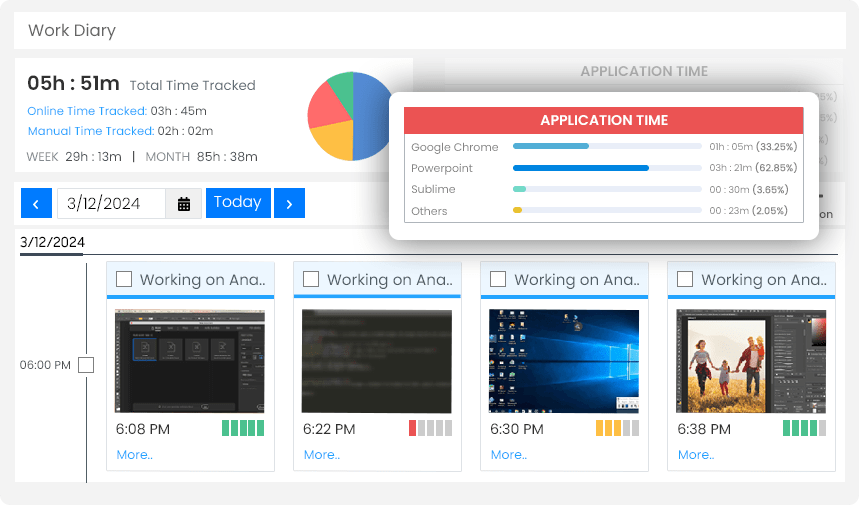 Work Diary
05h : 51m Total Time Tracked
Online Time Tracked: 03h : 45m
Manual Time Tracked: 02h : 02m
WEEK 29h : 13m | MONTH 85h : 38m
APPLICATION TIME
APPLICATION TIME
Google Chrome 01h : 05m (33.25%)
Powerpoint 03h : 21m (62.85%)
Sublime 00 : 30m (3.65%)
Others 00 : 23m (2.05%)
‹ 3/12/2024 Today ›
3/12/2024
Working on Ana.. Working on Ana.. Working on Ana.. Working on Ana..
06:00 PM
6:08 PM 6:22 PM 6:30 PM 6:38 PM
More.. More.. More.. More..